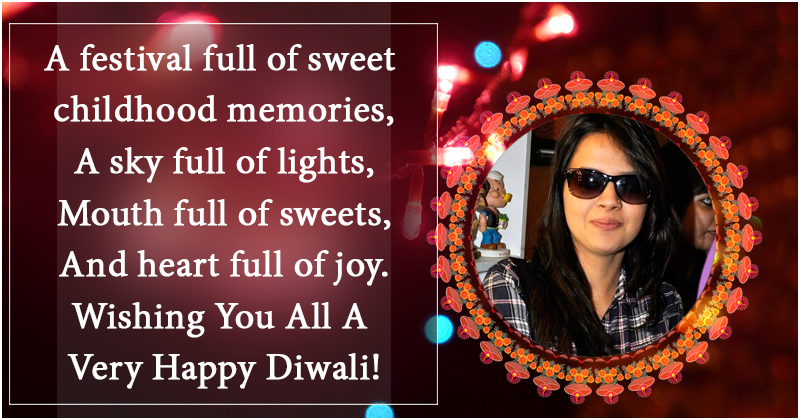 A festival full of sweet
childhood memories,
A sky full of lights,
Mouth full of sweets,
And heart full of joy.
Wishing You All A
Very Happy Diwali!